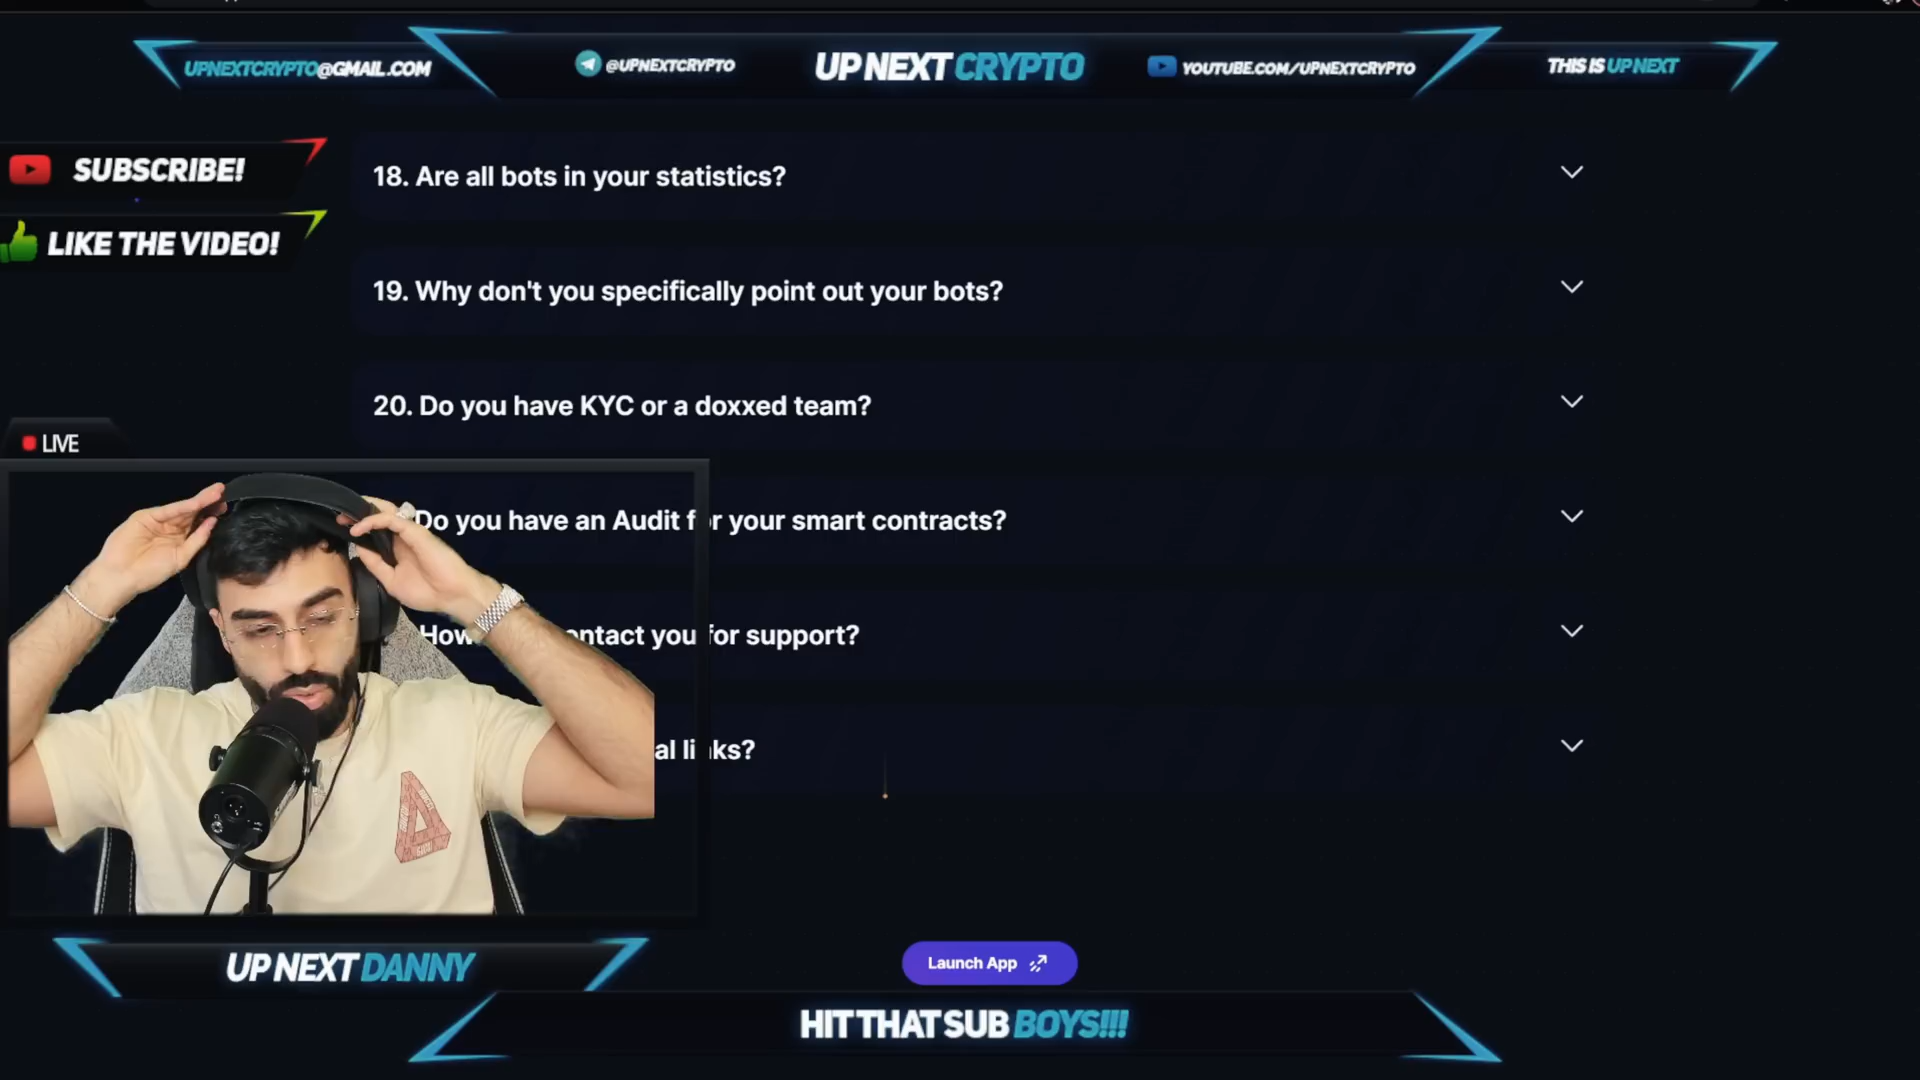 UPNEXTCRYPTO@GMAIL.COM
@UPNEXTCRYPTO
UP NEXT CRYPTO
YOUTUBE.COM/UPNEXTCRYPTO
THIS IS UP NEXT
SUBSCRIBE!
LIKE THE VIDEO!
18. Are all bots in your statistics?
19. Why don't you specifically point out your bots?
20. Do you have KYC or a doxxed team?
LIVE
Do you have an Audit for your smart contracts?
How ontact you for support?
al links?
UP NEXT DANNY
Launch App
HIT THAT SUB BOYS!!!